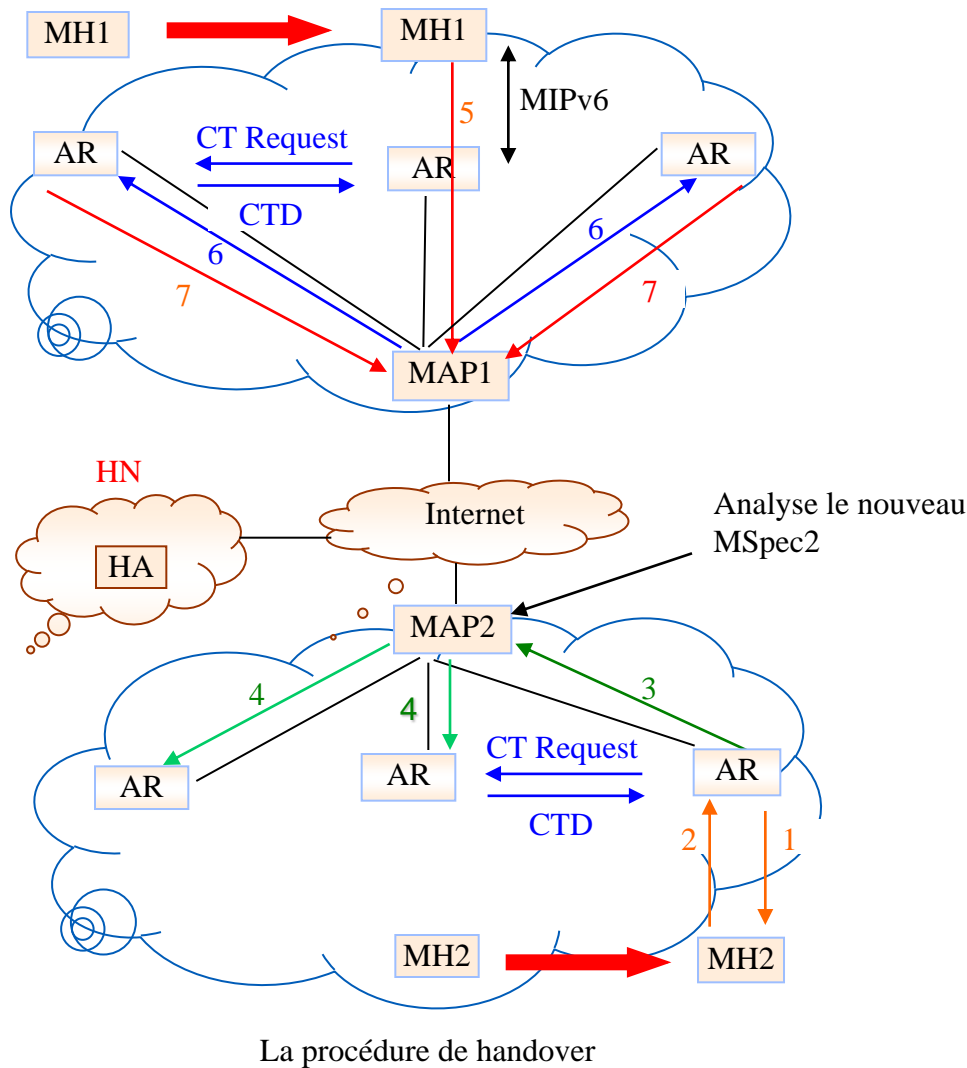 MH1
MH1
MIPv6
5
AR
CT Request
AR
AR
CTD
6
6
7
7
MAP1
HN
Internet
Analyse le nouveau
MSpec2
HA
MAP2
4
4
3
AR
AR
CT Request
AR
CTD
2
1
MH2
MH2
La procédure de handover